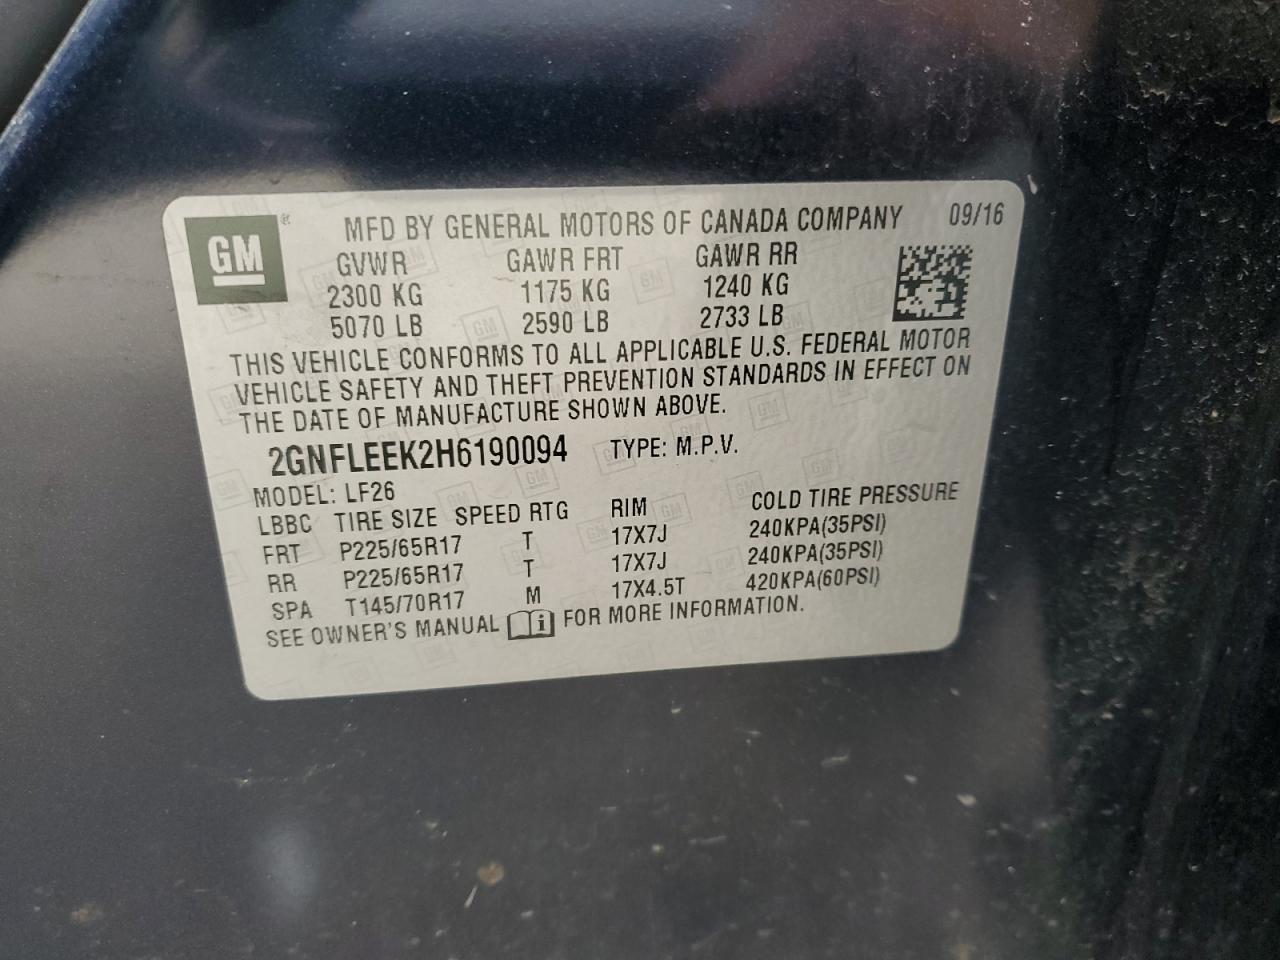 GM ®
MFD BY GENERAL MOTORS OF CANADA COMPANY 09/16
GVWR GAWR FRT GAWR RR
2300 KG 1175 KG 1240 KG
5070 LB 2590 LB 2733 LB
THIS VEHICLE CONFORMS TO ALL APPLICABLE U.S. FEDERAL MOTOR
VEHICLE SAFETY AND THEFT PREVENTION STANDARDS IN EFFECT ON
THE DATE OF MANUFACTURE SHOWN ABOVE.
2GNFLEEK2H6190094 TYPE: M.P.V.
MODEL: LF26
LBBC TIRE SIZE SPEED RTG RIM COLD TIRE PRESSURE
FRT P225/65R17 T 17X7J 240KPA(35PSI)
RR P225/65R17 T 17X7J 240KPA(35PSI)
SPA T145/70R17 M 17X4.5T 420KPA(60PSI)
SEE OWNER'S MANUAL i FOR MORE INFORMATION.